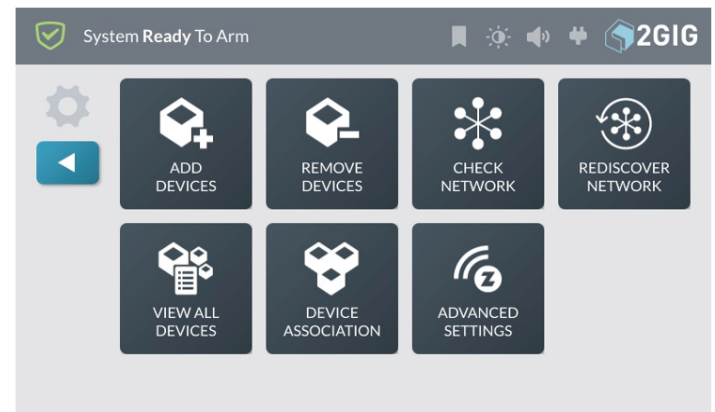 System Ready To Arm
2GIG
ADD
DEVICES
REMOVE
DEVICES
CHECK
NETWORK
REDISCOVER
NETWORK
VIEW ALL
DEVICES
DEVICE
ASSOCIATION
ADVANCED
SETTINGS